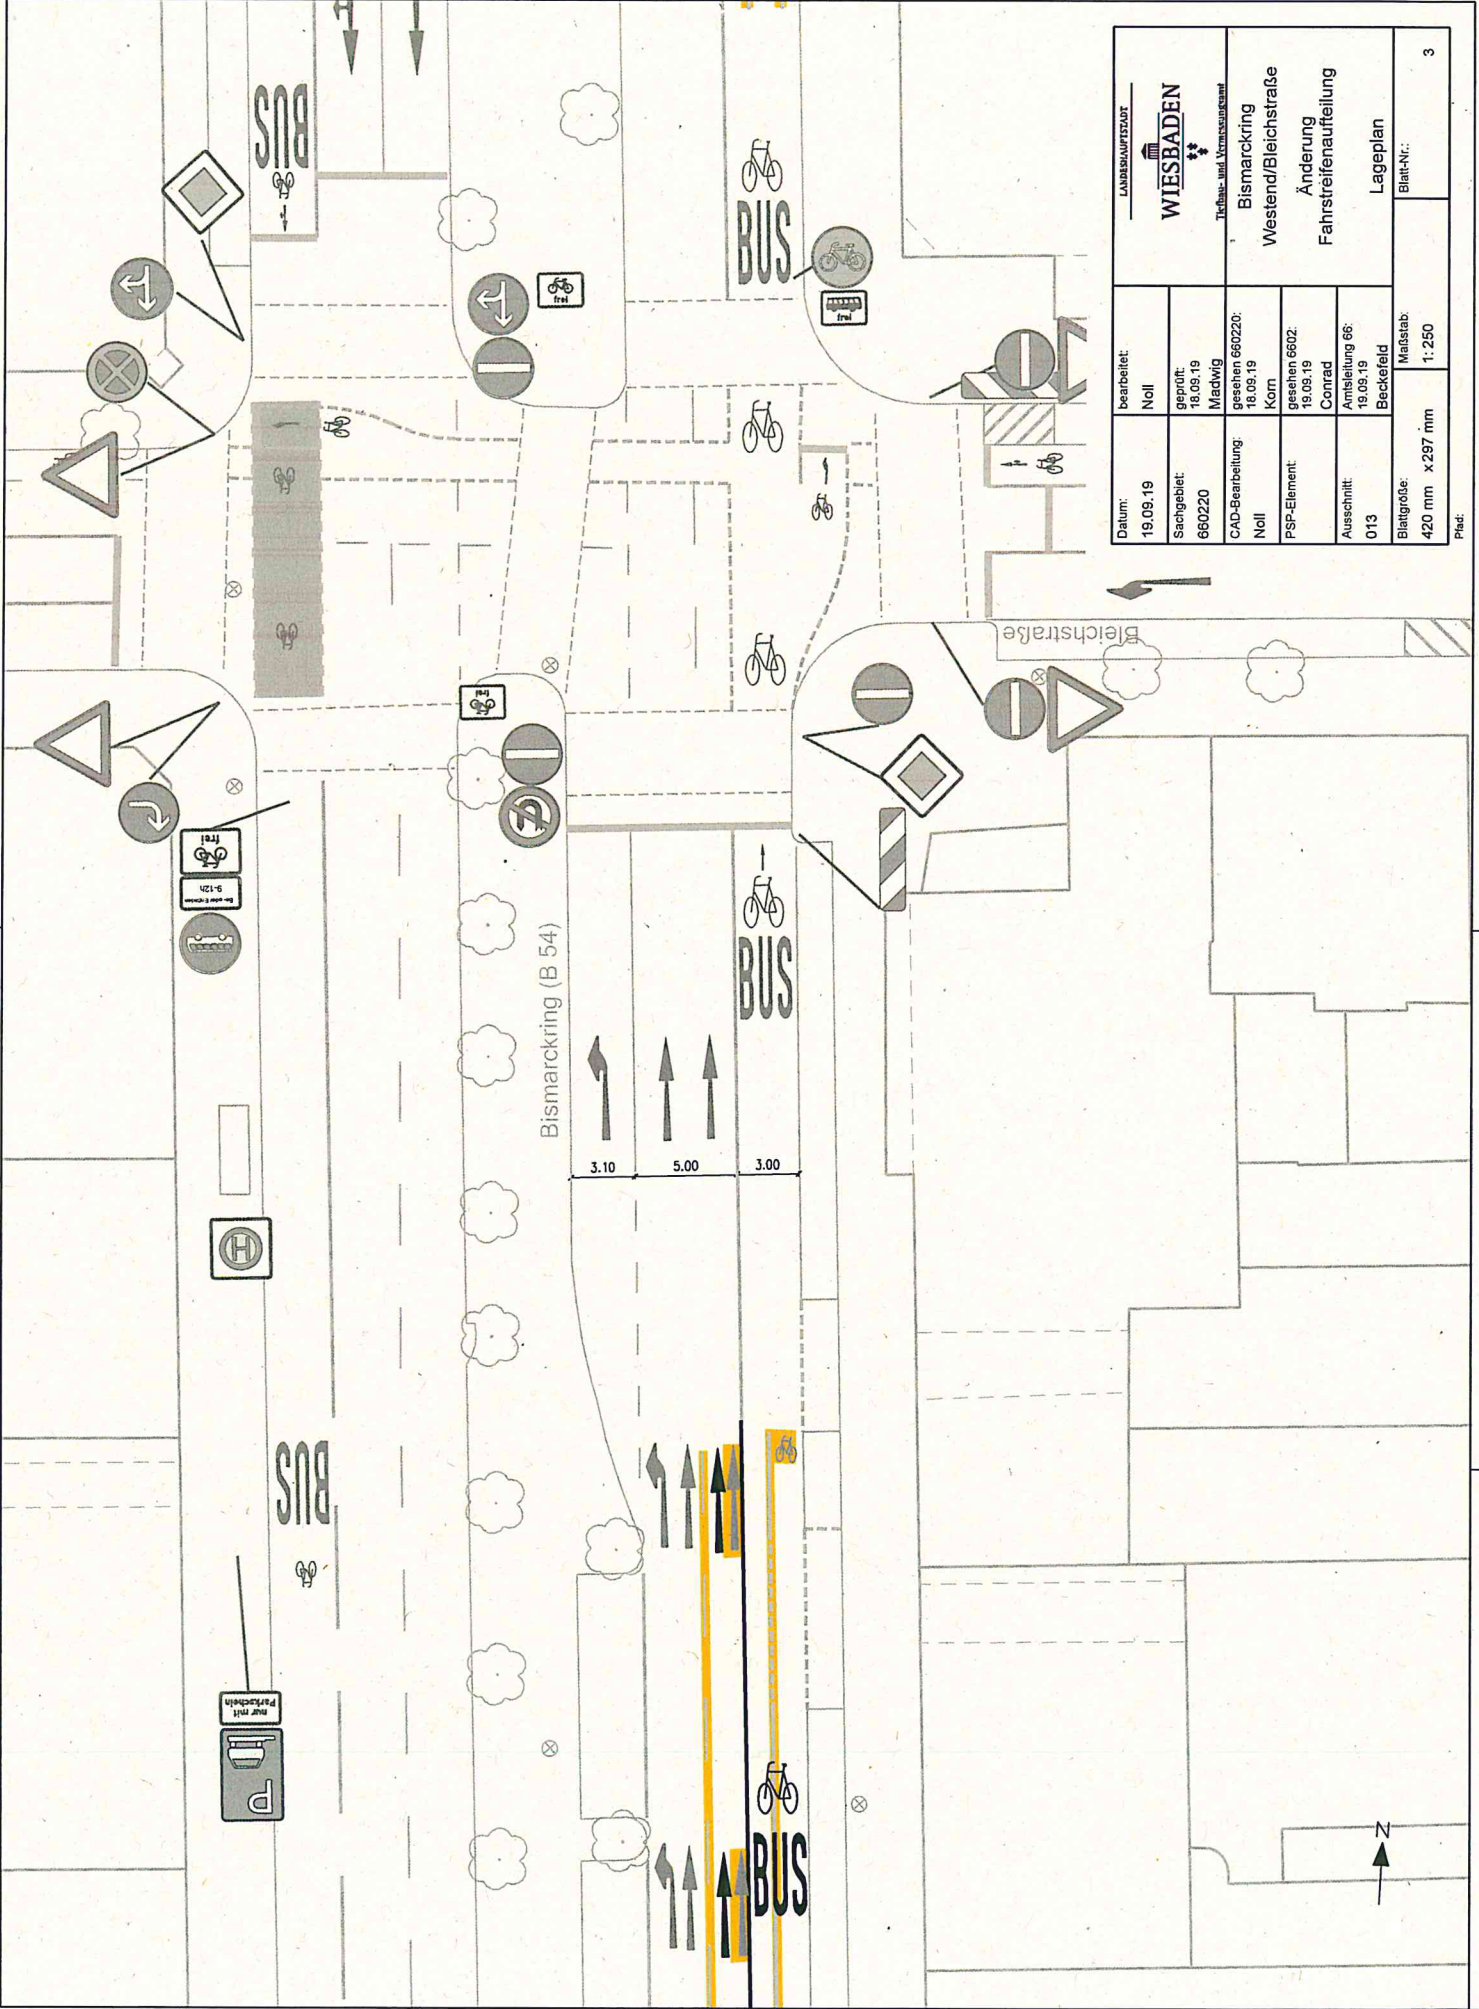 BUS
BUS
frei
frei
Be- oder Entladen
9-12h
frei
frei
BUS
BUS
BUS
BUS
nur mit
Parkschein
P
H
Bismarckring (B 54)
3.10
5.00
3.00
Bleichstraße
N
LANDESHAUPTSTADT
WIESBADEN
Tiefbau- und Vermessungsamt
Bismarckring
Westend/Bleichstraße
Änderung
Fahrstreifenaufteilung
Lageplan
Datum:
19.09.19
bearbeitet:
Noll
Sachgebiet:
660220
geprüft:
18.09.19
Madwig
CAD-Bearbeitung:
Noll
gesehen 660220:
18.09.19
Korn
PSP-Element:
gesehen 6602:
19.09.19
Conrad
Ausschnitt:
013
Amtsleitung 66:
19.09.19
Beckefeld
Blattgröße:
420 mm x 297 mm
Maßstab:
1: 250
Blatt-Nr.:
3
Pfad: